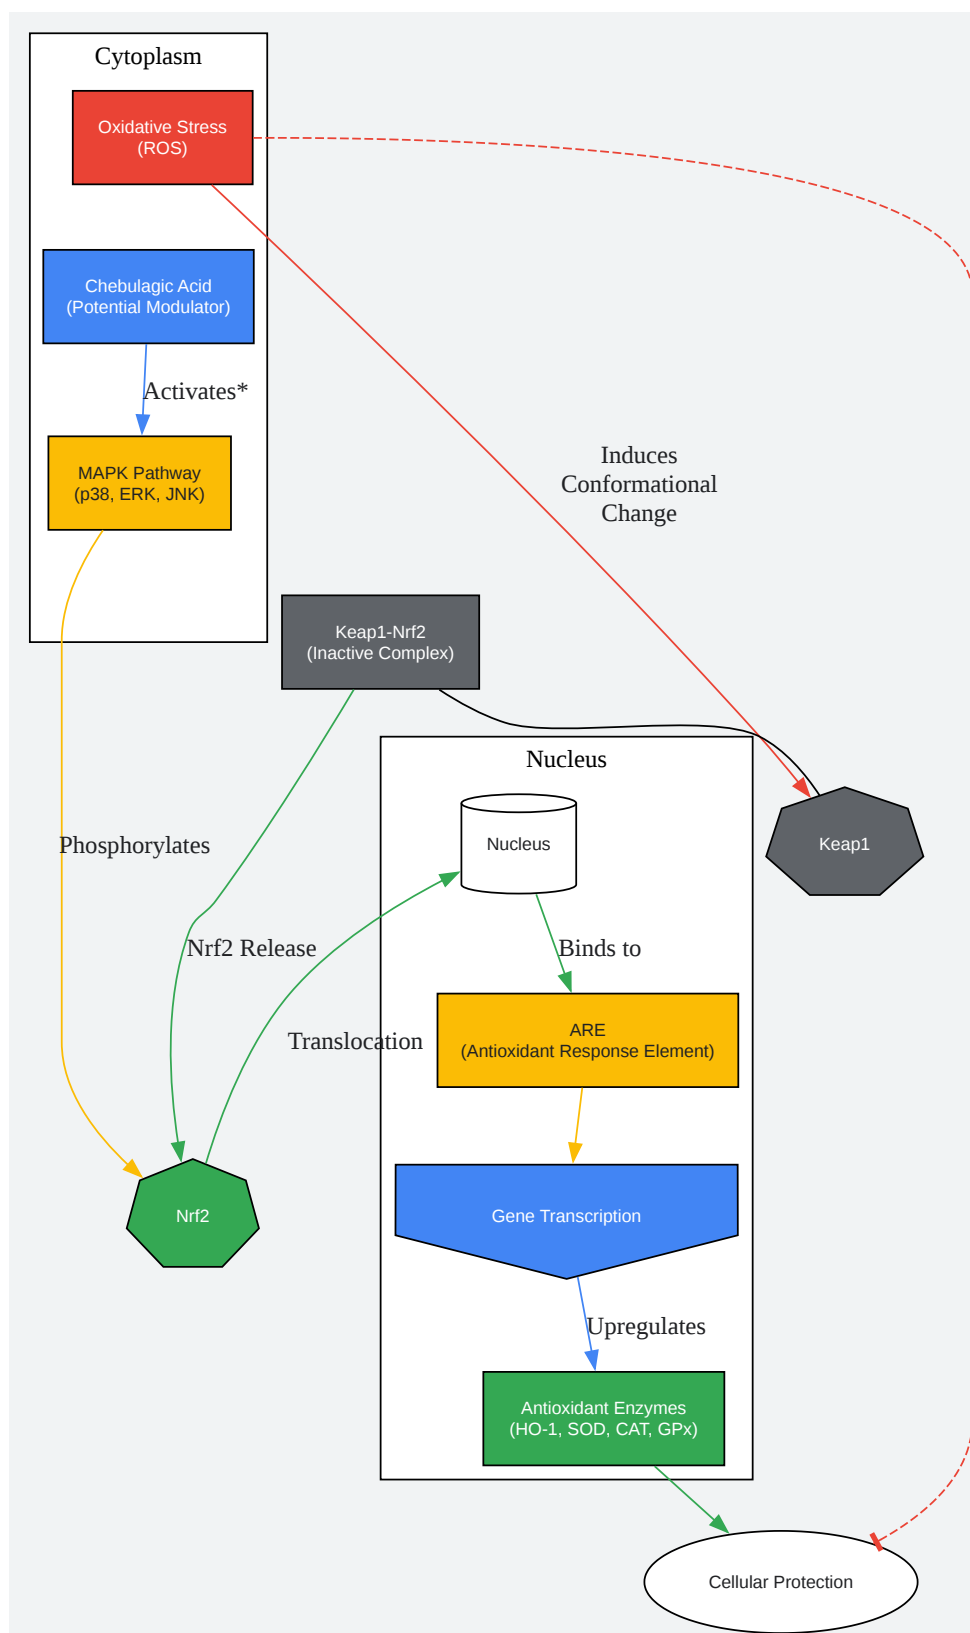 Cytoplasm
Oxidative Stress
(ROS)
Chebulagic Acid
(Potential Modulator)
Activates*
MAPK Pathway
(p38, ERK, JNK)
Induces
Conformational
Change
Keap1-Nrf2
(Inactive Complex)
Nucleus
Nucleus
Keap1
Phosphorylates
Nrf2 Release
Binds to
Translocation
ARE
(Antioxidant Response Element)
Nrf2
Gene Transcription
Upregulates
Antioxidant Enzymes
(HO-1, SOD, CAT, GPx)
Cellular Protection